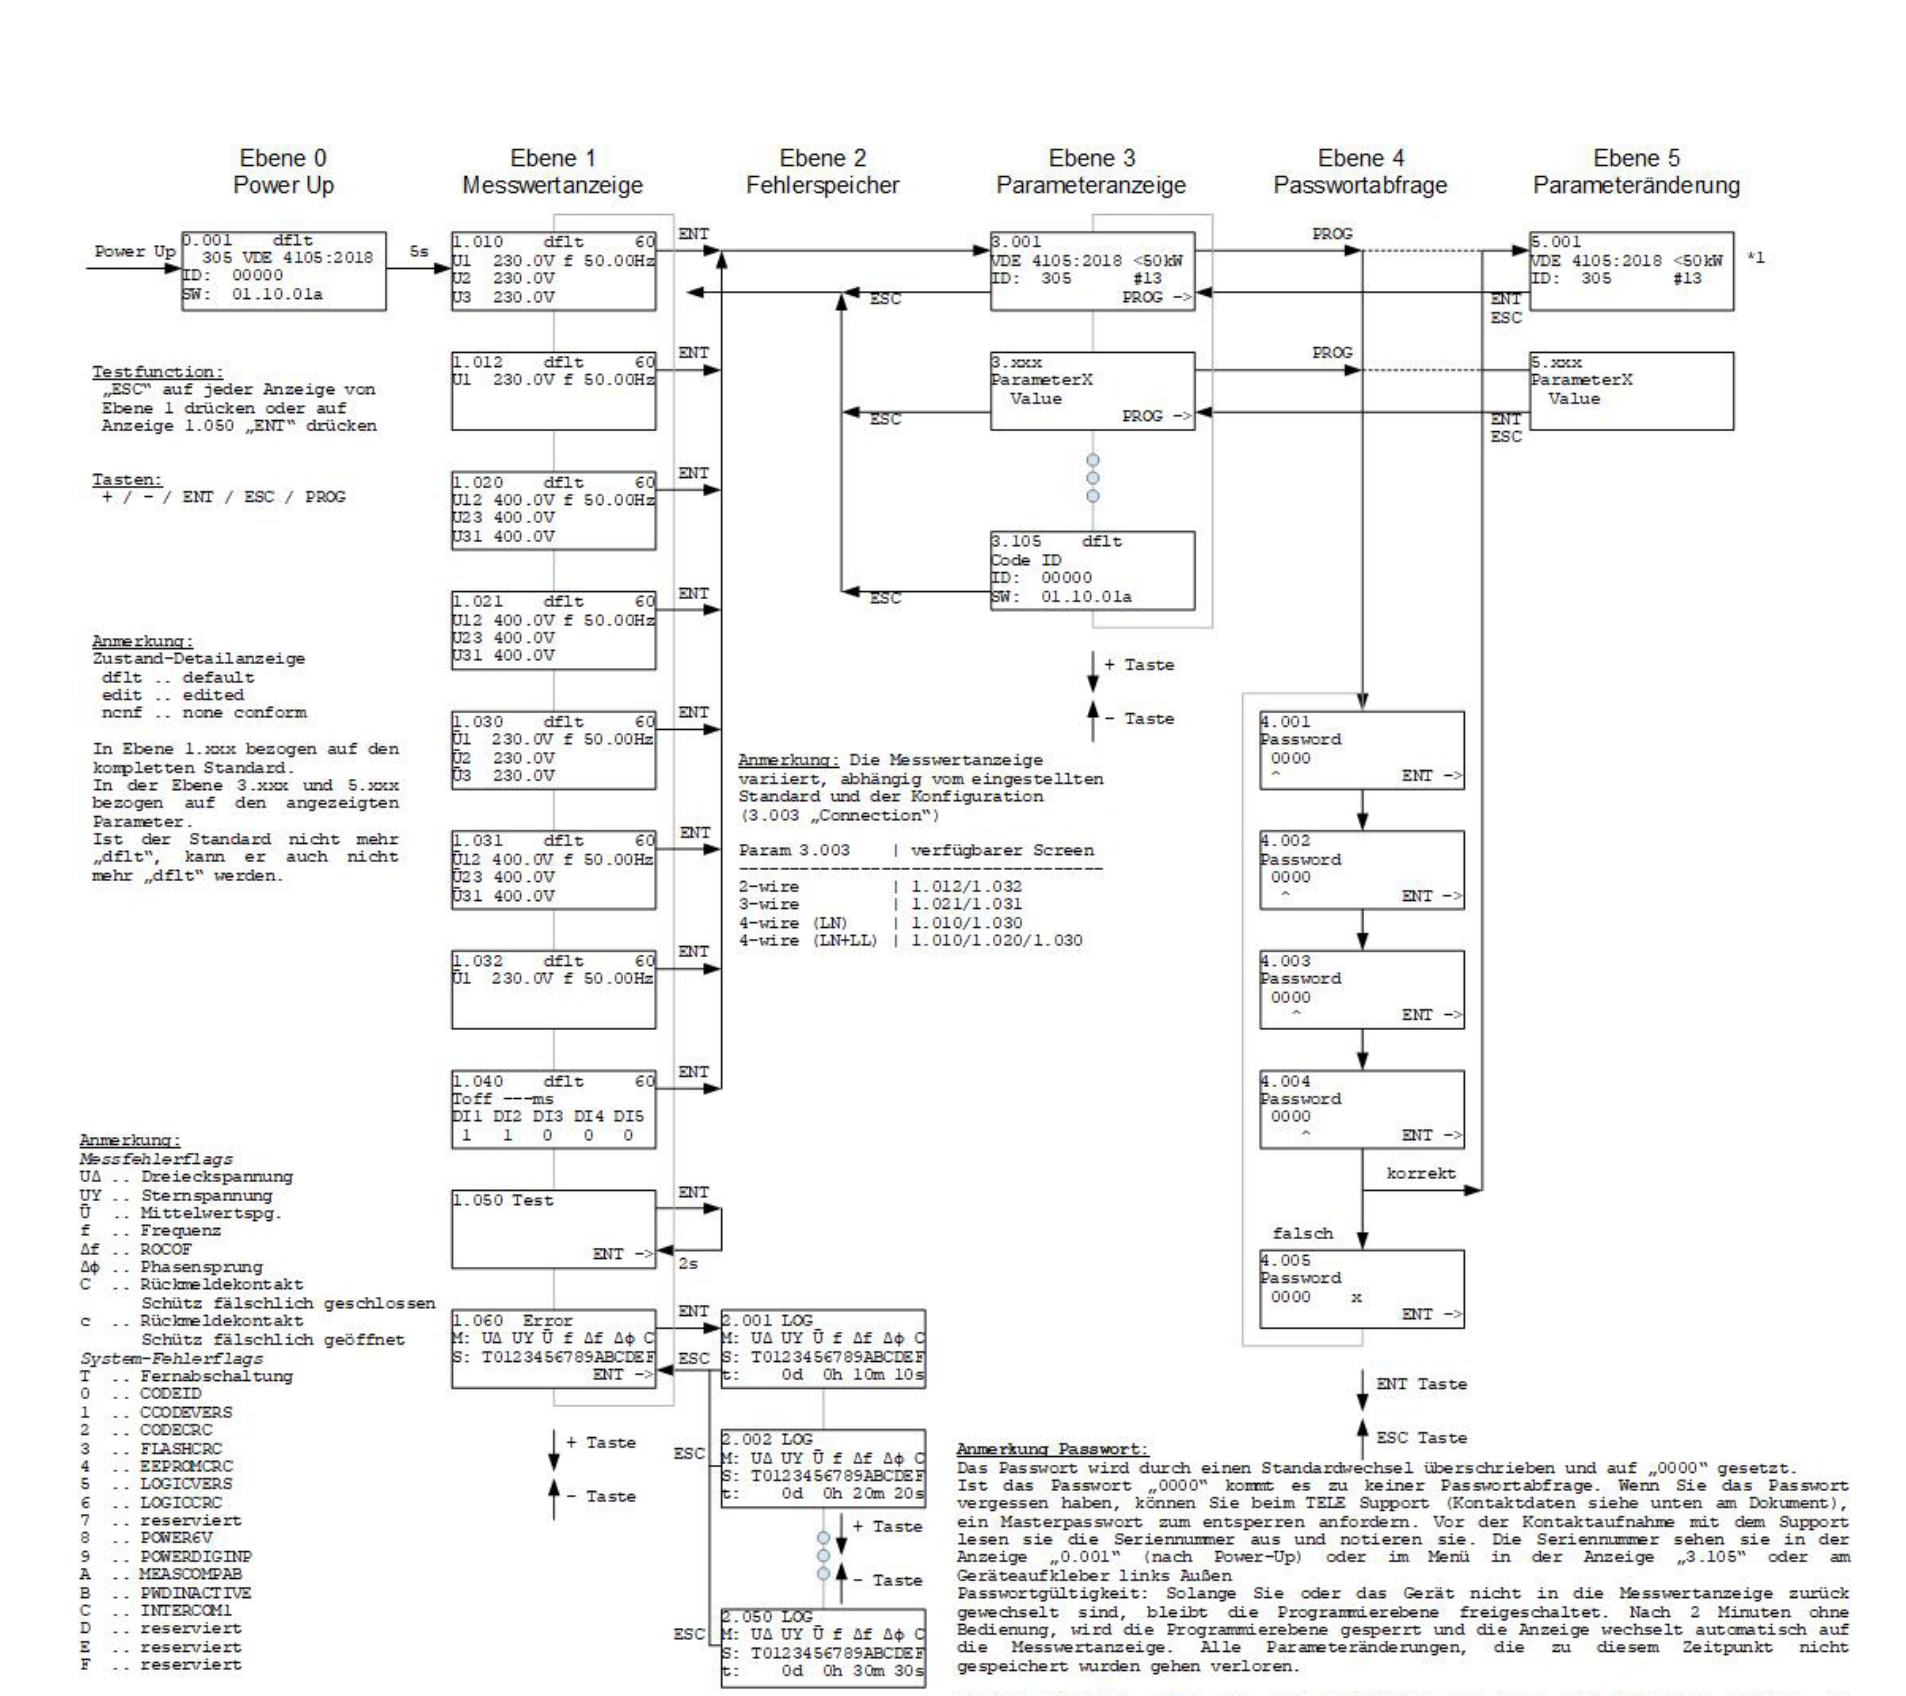 Ebene 0
Power Up
Ebene 1
Messwertanzeige
Ebene 2
Fehlerspeicher
Ebene 3
Parameteranzeige
Ebene 4
Passwortabfrage
Ebene 5
Parameteränderung
Power Up
0.001 dflt
305 VDE 4105:2018
ID: 00000
SW: 01.10.01a
5s
1.010 dflt 60
U1 230.0V f 50.00Hz
U2 230.0V
U3 230.0V
ENT
ESC
3.001
VDE 4105:2018 <50kW
ID: 305 #13
PROG ->
PROG
ENT
ESC
5.001
VDE 4105:2018 <50kW
ID: 305 #13
*1
Testfunction:
„ESC“ auf jeder Anzeige von
Ebene 1 drücken oder auf
Anzeige 1.050 „ENT“ drücken
1.012 dflt 60
U1 230.0V f 50.00Hz
ENT
ESC
3.xxx
ParameterX
Value
PROG ->
PROG
ENT
ESC
5.xxx
ParameterX
Value
Tasten:
+ / - / ENT / ESC / PROG
1.020 dflt 60
U12 400.0V f 50.00Hz
U23 400.0V
U31 400.0V
ENT
3.105 dflt
Code ID
ID: 00000
SW: 01.10.01a
ESC
1.021 dflt 60
U12 400.0V f 50.00Hz
U23 400.0V
U31 400.0V
ENT
+ Taste
- Taste
Anmerkung:
Zustand-Detailanzeige
dflt .. default
edit .. edited
ncnf .. none conform
In Ebene 1.xxx bezogen auf den
kompletten Standard.
In der Ebene 3.xxx und 5.xxx
bezogen auf den angezeigten
Parameter.
Ist der Standard nicht mehr
„dflt“, kann er auch nicht
mehr „dflt“ werden.
1.030 dflt 60
Ū1 230.0V f 50.00Hz
Ū2 230.0V
Ū3 230.0V
ENT
1.031 dflt 60
Ū12 400.0V f 50.00Hz
Ū23 400.0V
Ū31 400.0V
ENT
1.032 dflt 60
Ū1 230.0V f 50.00Hz
ENT
1.040 dflt 60
Toff ---ms
DI1 DI2 DI3 DI4 DI5
1 1 0 0 0
ENT
1.050 Test
ENT ->
ENT
2s
1.060 Error
M: UΔ UY Ū f Δf Δϕ C
S: T0123456789ABCDEF
ENT ->
ENT
ESC
+ Taste
- Taste
Anmerkung: Die Messwertanzeige
variiert, abhängig vom eingestellten
Standard und der Konfiguration
(3.003 „Connection“)
Param 3.003 | verfügbarer Screen
------------------------------------
2-wire | 1.012/1.032
3-wire | 1.021/1.031
4-wire (LN) | 1.010/1.030
4-wire (LN+LL) | 1.010/1.020/1.030
4.001
Password
0000
^
ENT ->
4.002
Password
0000
^
ENT ->
4.003
Password
0000
^
ENT ->
4.004
Password
0000
^
ENT ->
korrekt
falsch
4.005
Password
0000 x
ENT ->
ENT Taste
ESC Taste
Anmerkung:
Messfehlerflags
UΔ .. Dreieckspannung
UY .. Sternspannung
Ū .. Mittelwertspg.
f .. Frequenz
Δf .. ROCOF
Δϕ .. Phasensprung
C .. Rückmeldekontakt
Schütz fälschlich geschlossen
c .. Rückmeldekontakt
Schütz fälschlich geöffnet
System-Fehlerflags
T .. Fernabschaltung
0 .. CODEID
1 .. CCODEVERS
2 .. CODECRC
3 .. FLASHCRC
4 .. EEPROMCRC
5 .. LOGICVERS
6 .. LOGICCRC
7 .. reserviert
8 .. POWER6V
9 .. POWERDIGINP
A .. MEASCOMPAB
B .. PWDINACTIVE
C .. INTERCOM1
D .. reserviert
E .. reserviert
F .. reserviert
2.001 LOG
M: UΔ UY Ū f Δf Δϕ C
S: T0123456789ABCDEF
t: 0d 0h 10m 10s
ESC
2.002 LOG
M: UΔ UY Ū f Δf Δϕ C
S: T0123456789ABCDEF
t: 0d 0h 20m 20s
+ Taste
- Taste
ESC
2.050 LOG
M: UΔ UY Ū f Δf Δϕ C
S: T0123456789ABCDEF
t: 0d 0h 30m 30s
Anmerkung Passwort:
Das Passwort wird durch einen Standardwechsel überschrieben und auf „0000“ gesetzt.
Ist das Passwort „0000“ kommt es zu keiner Passwortabfrage. Wenn Sie das Passwort
vergessen haben, können Sie beim TELE Support (Kontaktdaten siehe unten am Dokument),
ein Masterpasswort zum entsperren anfordern. Vor der Kontaktaufnahme mit dem Support
lesen sie die Seriennummer aus und notieren sie. Die Seriennummer sehen sie in der
Anzeige „0.001“ (nach Power-Up) oder im Menü in der Anzeige „3.105“ oder am
Geräteaufkleber links Außen
Passwortgültigkeit: Solange Sie oder das Gerät nicht in die Messwertanzeige zurück
gewechselt sind, bleibt die Programmierebene freigeschaltet. Nach 2 Minuten ohne
Bedienung, wird die Programmierebene gesperrt und die Anzeige wechselt automatisch auf
die Messwertanzeige. Alle Parameteränderungen, die zu diesem Zeitpunkt nicht
gespeichert wurden gehen verloren.